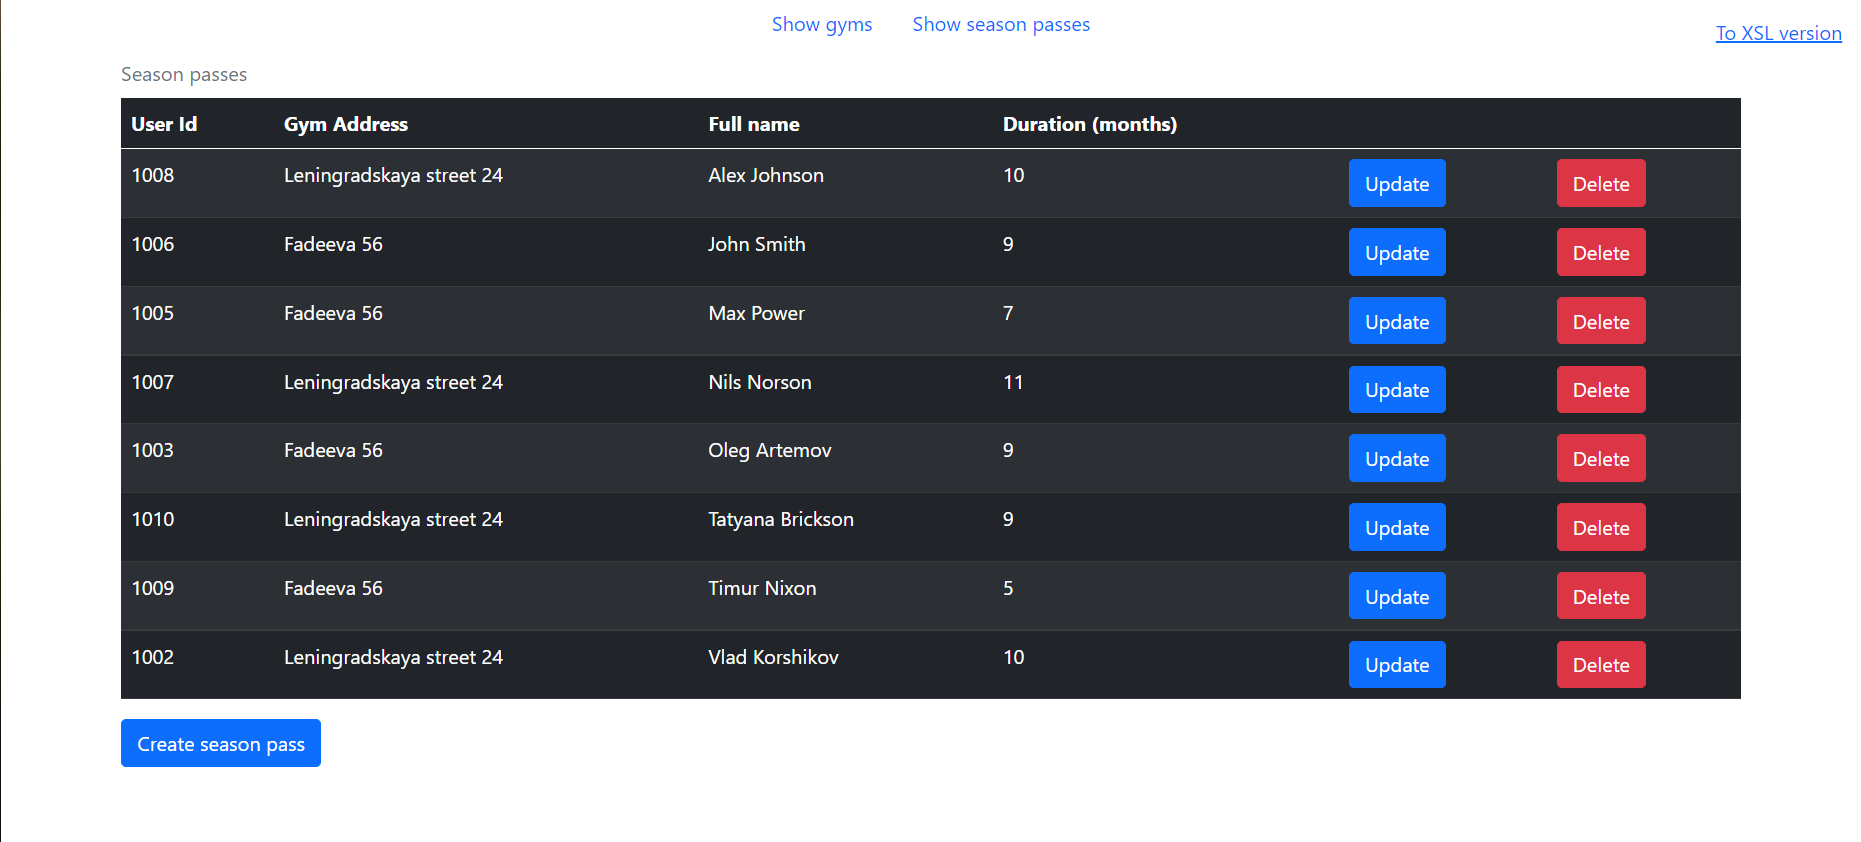 Show gyms Show season passes
To XSL version
Season passes
User Id Gym Address Full name Duration (months)
1008 Leningradskaya street 24 Alex Johnson 10 Update Delete
1006 Fadeeva 56 John Smith 9 Update Delete
1005 Fadeeva 56 Max Power 7 Update Delete
1007 Leningradskaya street 24 Nils Norson 11 Update Delete
1003 Fadeeva 56 Oleg Artemov 9 Update Delete
1010 Leningradskaya street 24 Tatyana Brickson 9 Update Delete
1009 Fadeeva 56 Timur Nixon 5 Update Delete
1002 Leningradskaya street 24 Vlad Korshikov 10 Update Delete
Create season pass